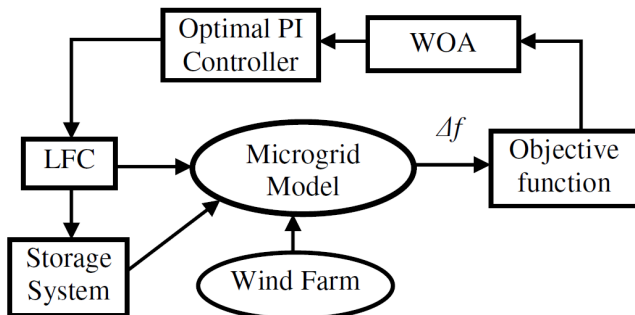 Optimal PI
Controller
WOA
Δf
LFC
Microgrid
Model
Objective
function
Storage
System
Wind Farm